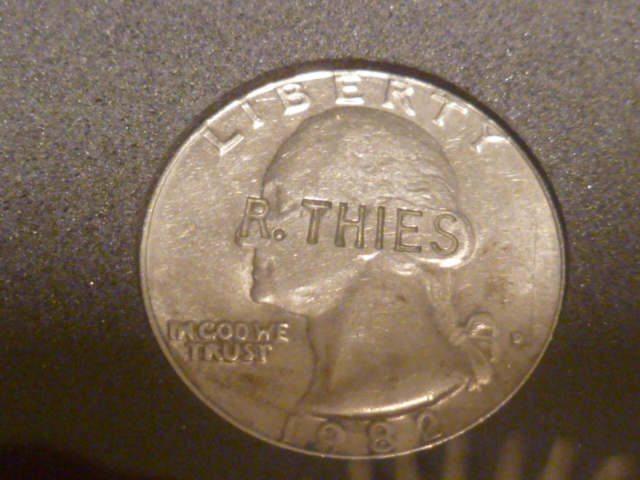 LIBERTY
R. THIES
IN GOD WE
TRUST
D
1982